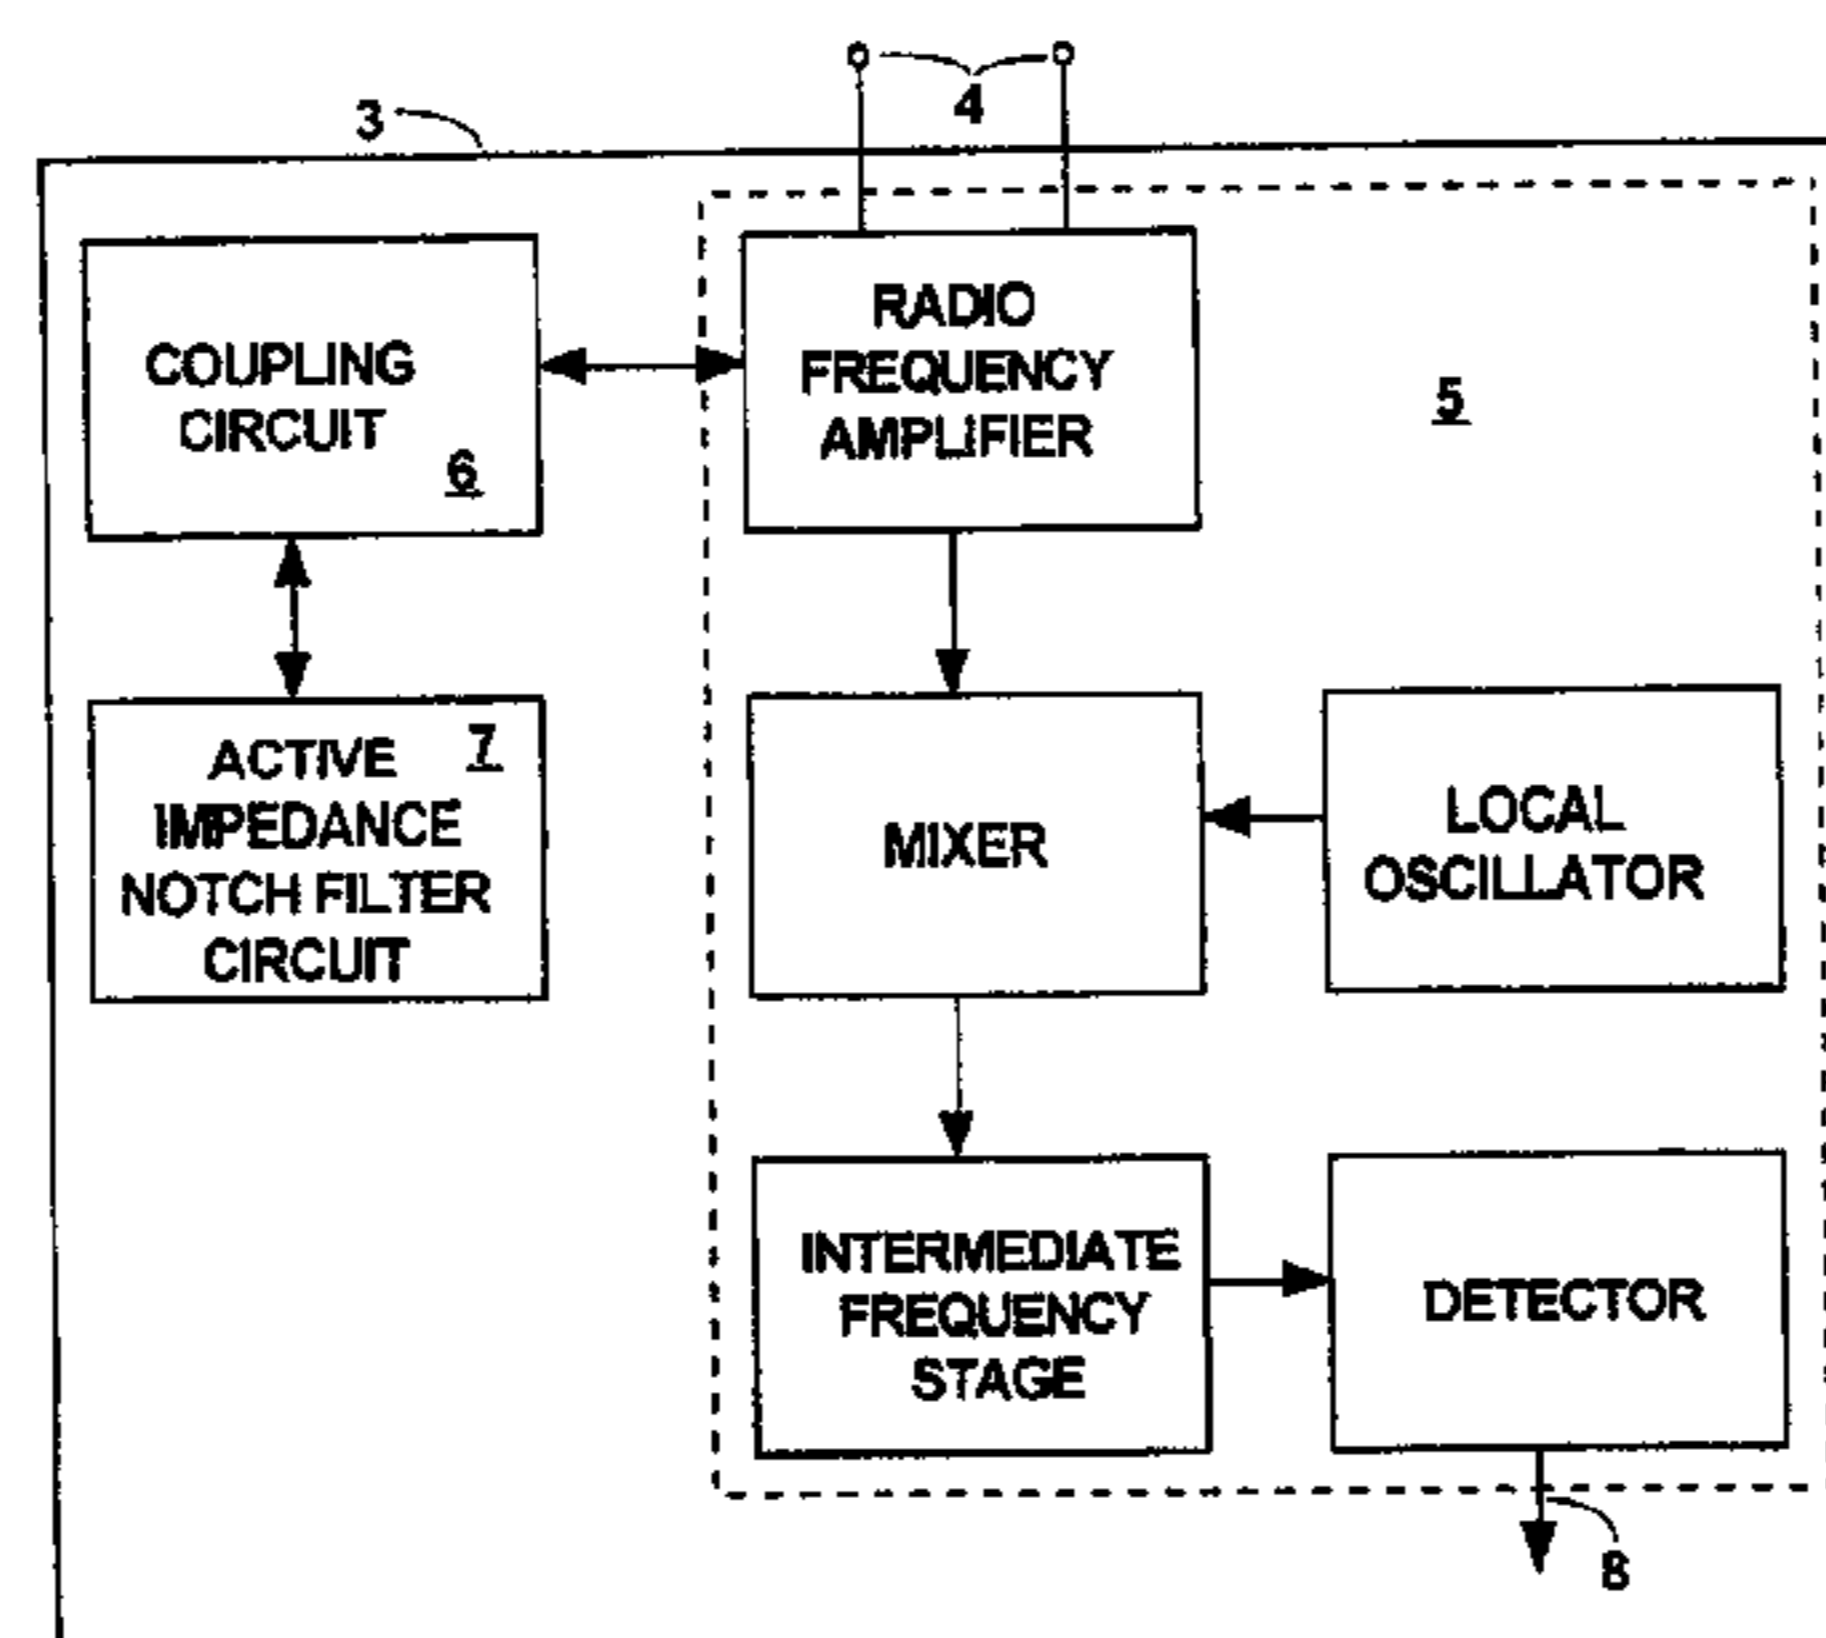 4
3
RADIO
FREQUENCY
AMPLIFIER
COUPLING
CIRCUIT
6
5
ACTIVE
7
IMPEDANCE
NOTCH FILTER
CIRCUIT
MIXER
LOCAL
OSCILLATOR
INTERMEDIATE
FREQUENCY
STAGE
DETECTOR
8